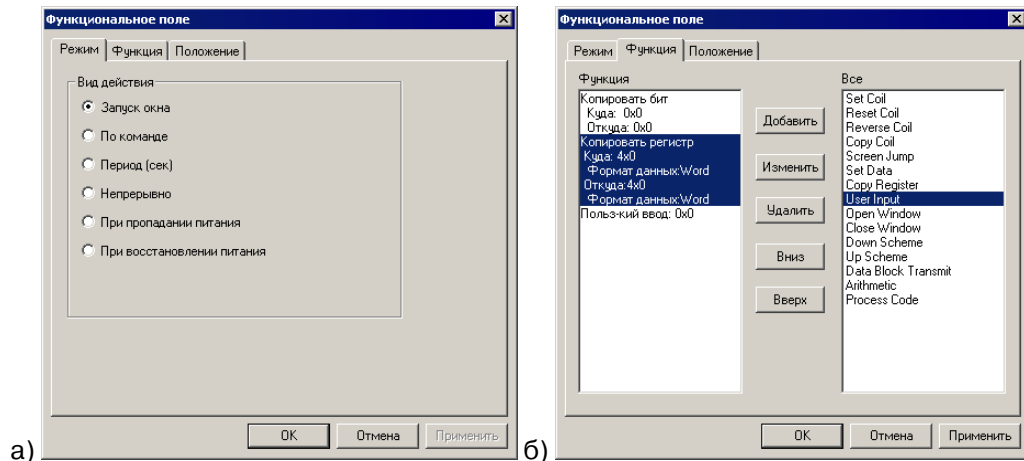 Функциональное поле
Режим
Функция
Положение
Вид действия
Запуск окна
По команде
Период (сек)
Непрерывно
При пропадании питания
При восстановлении питания
ОК
Отмена
Применить
а)
Функциональное поле
Режим
Функция
Положение
Функция
Копировать бит
Куда: 0x0
Откуда: 0x0
Копировать регистр
Куда: 4x0
Формат данных:Word
Откуда:4x0
Формат данных:Word
Польз-кий ввод: 0x0
Добавить
Изменить
Удалить
Вниз
Вверх
Все
Set Coil
Reset Coil
Reverse Coil
Copy Coil
Screen Jump
Set Data
Copy Register
User Input
Open Window
Close Window
Down Scheme
Up Scheme
Data Block Transmit
Arithmetic
Process Code
ОК
Отмена
Применить
б)